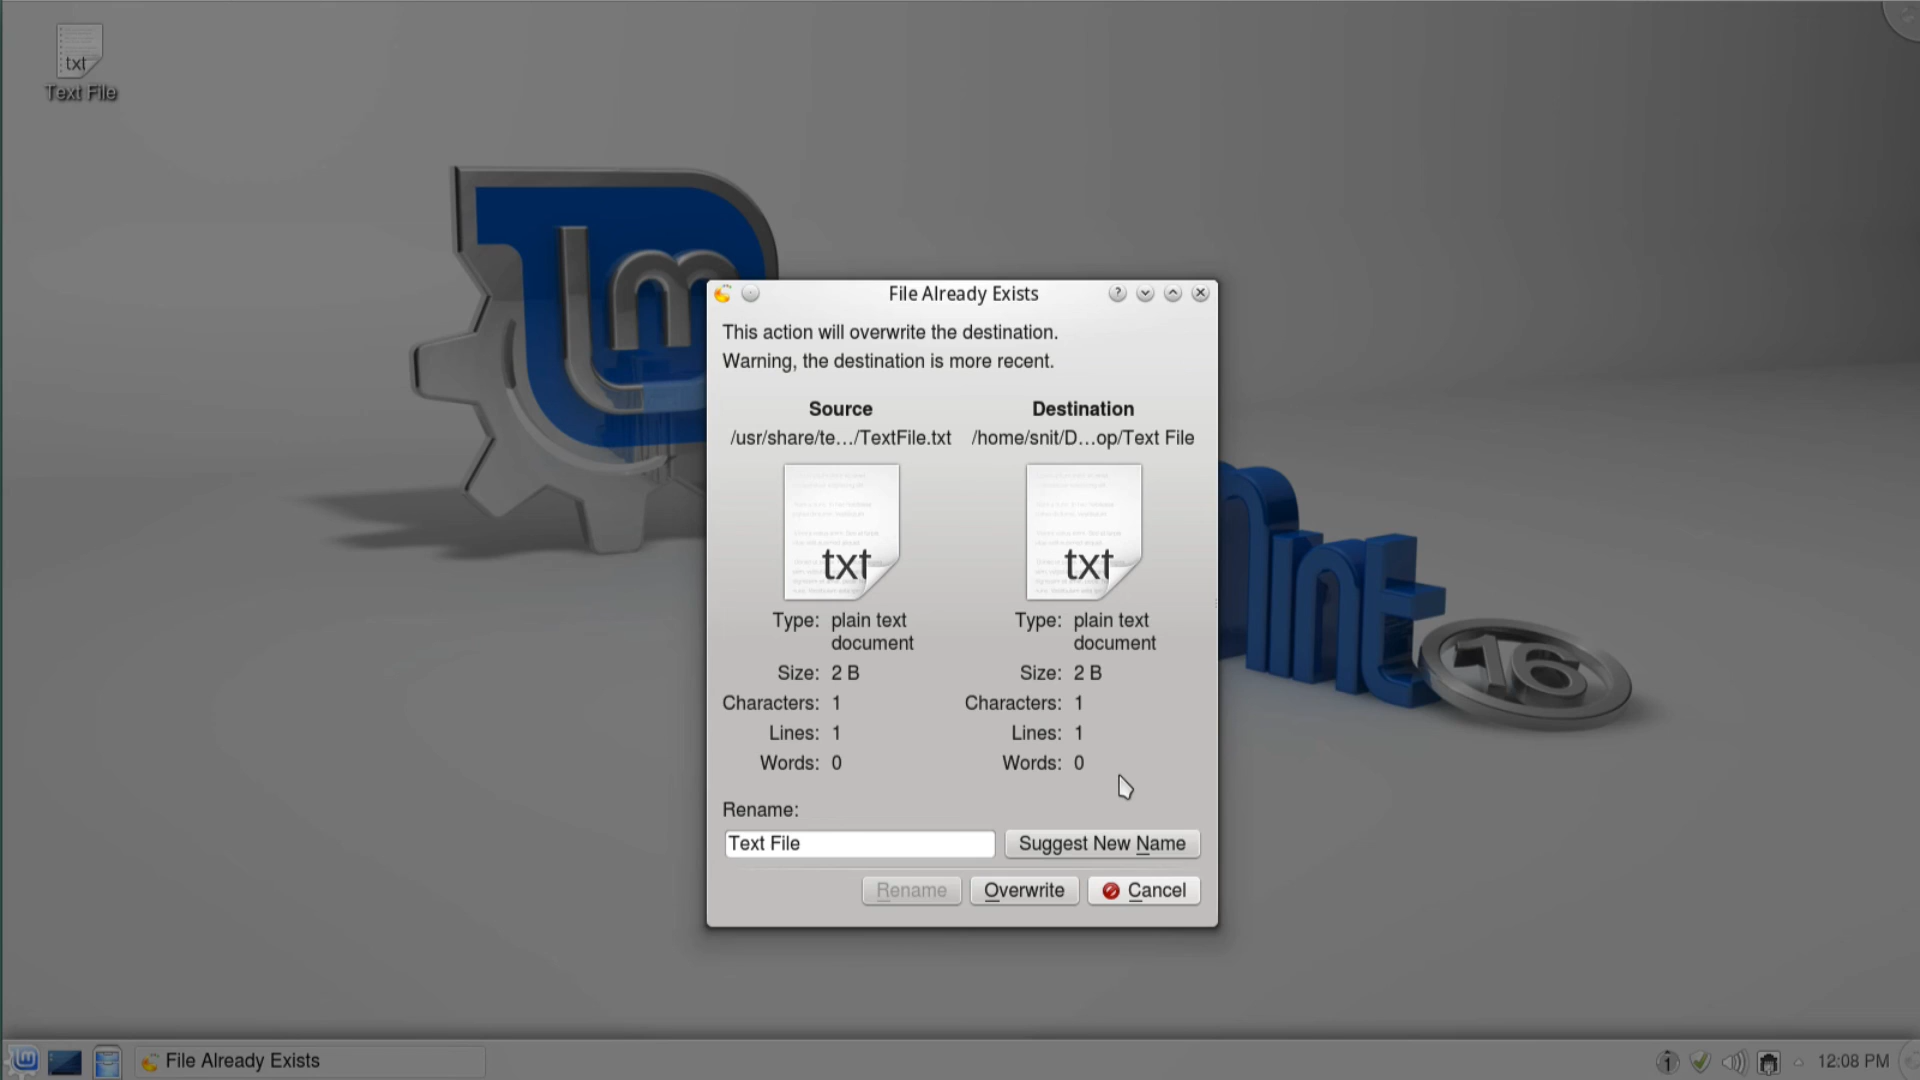 txt
Text File
lm
File Already Exists
This action will overwrite the destination.
Warning, the destination is more recent.
Source
Destination
/usr/share/te.../TextFile.txt
/home/snit/D...op/Text File
txt
txt
Type: plain text document
Type: plain text document
Size: 2 B
Size: 2 B
Characters: 1
Characters: 1
Lines: 1
Lines: 1
Words: 0
Words: 0
Rename:
Text File
Suggest New Name
Rename
Overwrite
Cancel
16
File Already Exists
12:08 PM